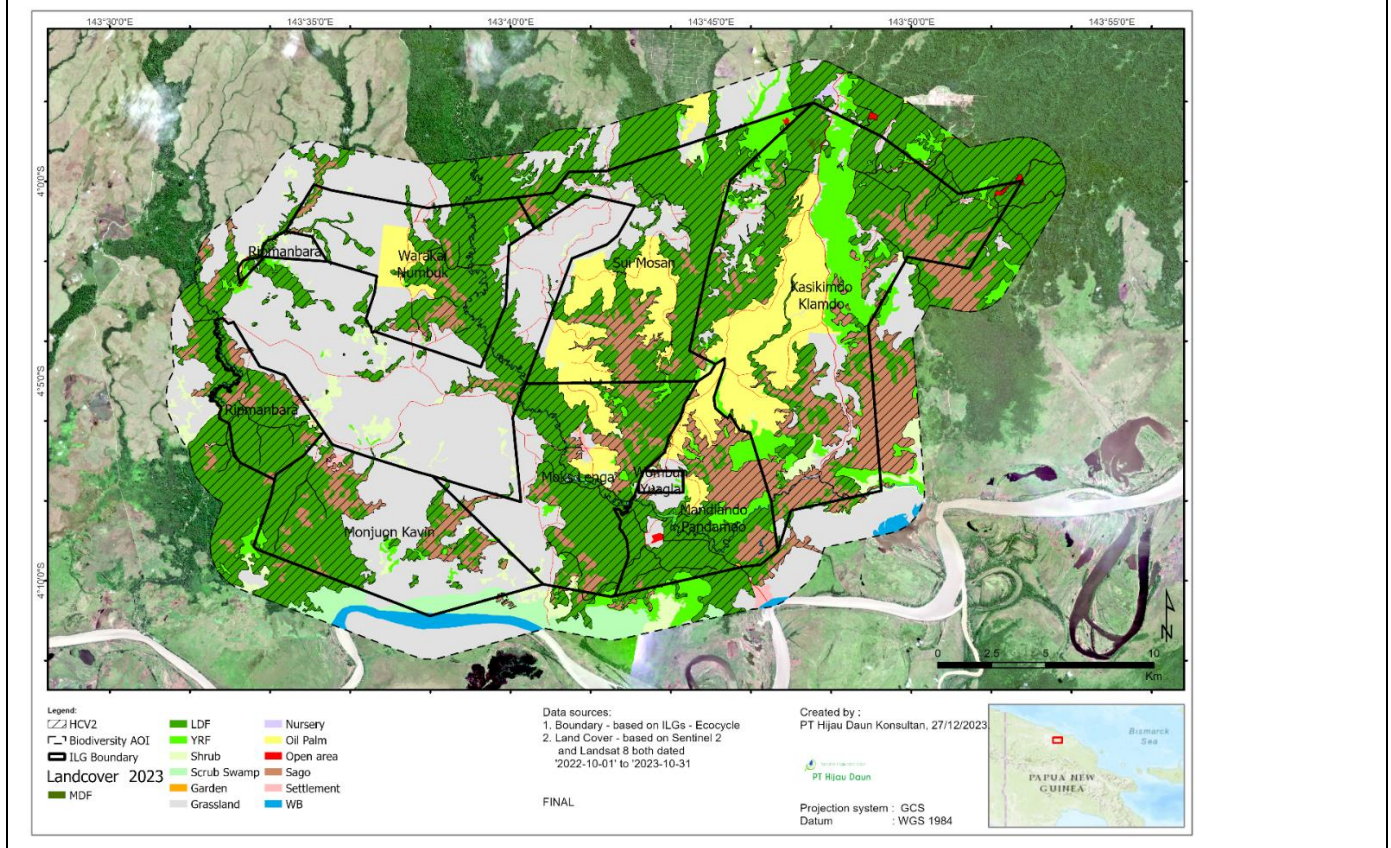 143°30'0"E 143°35'0"E 143°40'0"E 143°45'0"E 143°50'0"E 143°55'0"E
4°0'0"S
4°5'0"S
4°10'0"S
Ripmanbara
Warakai
Numbuk
Sui Mosan
Kasikimdo
Klamdo
Ripmanbara
Moks Lenga
Wombun
Yuagla
Mandiando
Pandamao
Monjuon Kavin
N
0 2.5 5 10
Km
Legend:
HCV2
Biodiversity AOI
ILG Boundary
Landcover 2023
MDF
LDF
YRF
Shrub
Scrub Swamp
Garden
Grassland
Nursery
Oil Palm
Open area
Sago
Settlement
WB
Data sources:
1. Boundary - based on ILGs - Ecocycle
2. Land Cover - based on Sentinel 2
and Landsat 8 both dated
'2022-10-01' to '2023-10-31
FINAL
Created by :
PT Hijau Daun Konsultan, 27/12/2023
PT Hijau Daun
Projection system : GCS
Datum : WGS 1984
Bismarck
Sea
PAPUA NEW
GUINEA